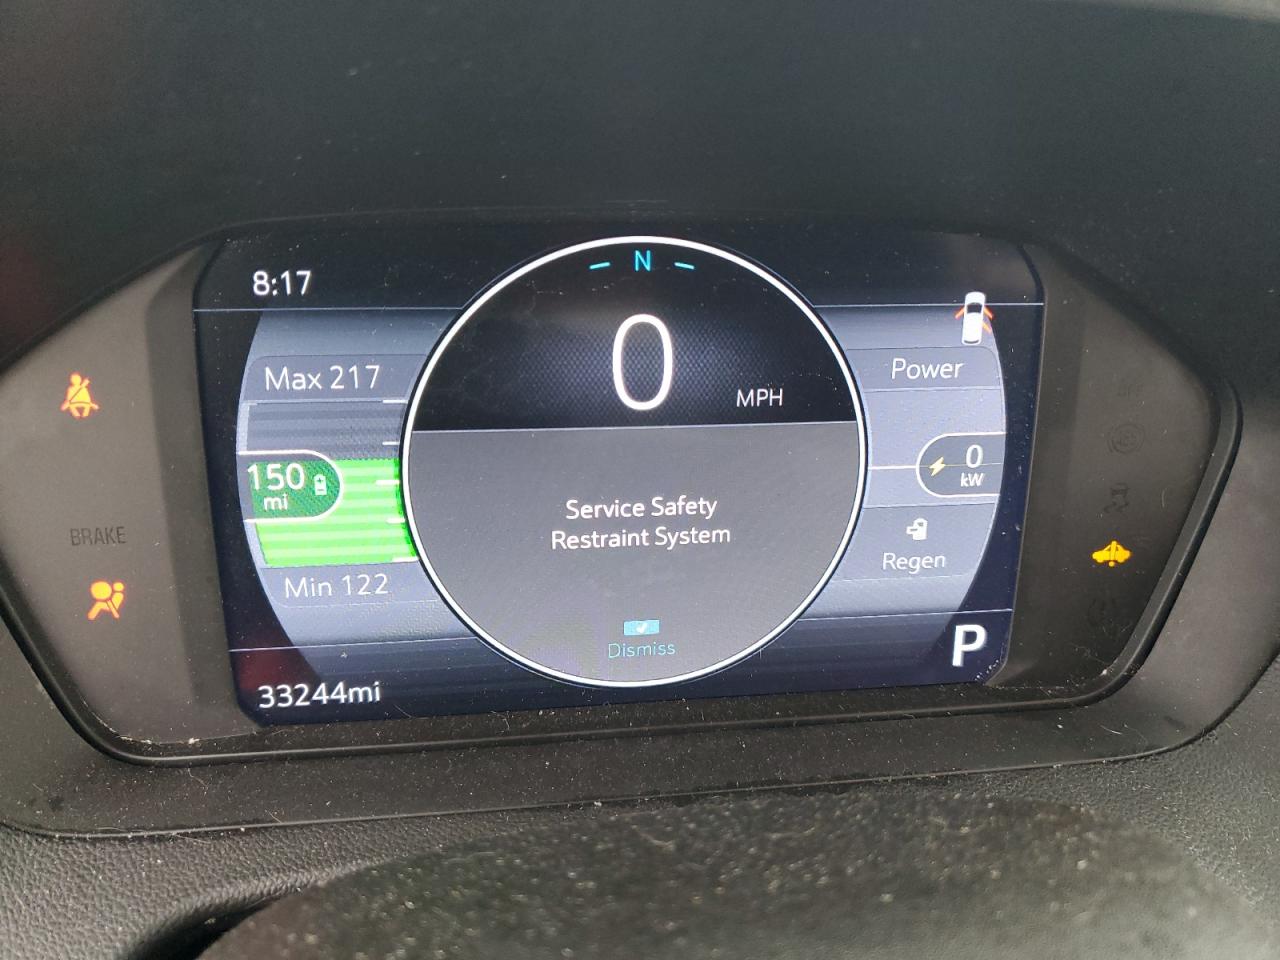 N
8:17
0
MPH
Max 217
Power
150
mi
0
kW
Service Safety
Restraint System
BRAKE
Regen
Min 122
Dismiss
P
33244mi